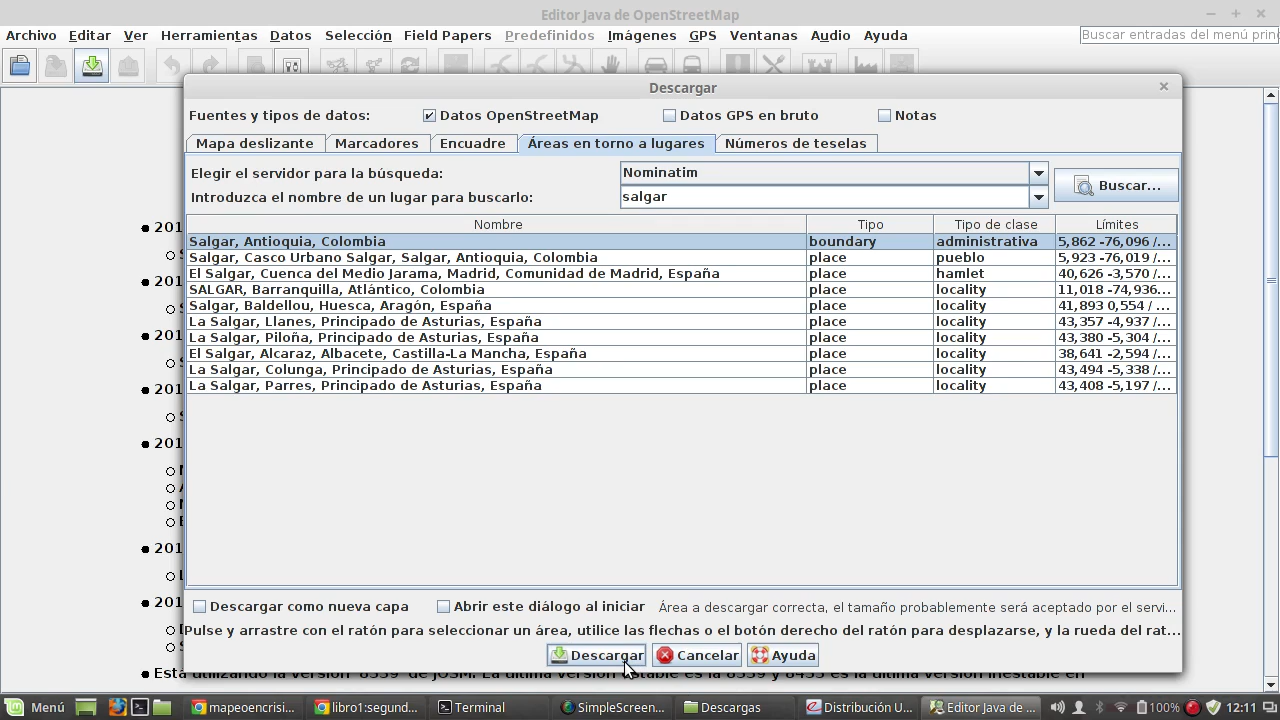 Editor Java de OpenStreetMap
Archivo Editar Ver Herramientas Datos Selección Field Papers Predefinidos Imágenes GPS Ventanas Audio Ayuda
Buscar entradas del menú princ
Descargar
Fuentes y tipos de datos: Datos OpenStreetMap Datos GPS en bruto Notas
Mapa deslizante Marcadores Encuadre Áreas en torno a lugares Números de teselas
Elegir el servidor para la búsqueda: Nominatim
Buscar...
Introduzca el nombre de un lugar para buscarlo: salgar
Nombre Tipo Tipo de clase Límites
Salgar, Antioquia, Colombia boundary administrativa 5,862 -76,096 /...
Salgar, Casco Urbano Salgar, Salgar, Antioquia, Colombia place pueblo 5,923 -76,019 /...
El Salgar, Cuenca del Medio Jarama, Madrid, Comunidad de Madrid, España place hamlet 40,626 -3,570 /...
SALGAR, Barranquilla, Atlántico, Colombia place locality 11,018 -74,936...
Salgar, Baldellou, Huesca, Aragón, España place locality 41,893 0,554 / ...
La Salgar, Llanes, Principado de Asturias, España place locality 43,357 -4,937 /...
La Salgar, Piloña, Principado de Asturias, España place locality 43,380 -5,304 /...
El Salgar, Alcaraz, Albacete, Castilla-La Mancha, España place locality 38,641 -2,594 /...
La Salgar, Colunga, Principado de Asturias, España place locality 43,494 -5,338 /...
La Salgar, Parres, Principado de Asturias, España place locality 43,408 -5,197 /...
201
201
201
201
201
201
201
Descargar como nueva capa Abrir este diálogo al iniciar Área a descargar correcta, el tamaño probablemente será aceptado por el servi...
Pulse y arrastre con el ratón para seleccionar un área, utilice las flechas o el botón derecho del ratón para desplazarse, y la rueda del rat...
Descargar Cancelar Ayuda
Menú mapeoencrisi... libro1:segund... Terminal SimpleScreen... Descargas Distribución U... Editor Java de ... 100% 12:11